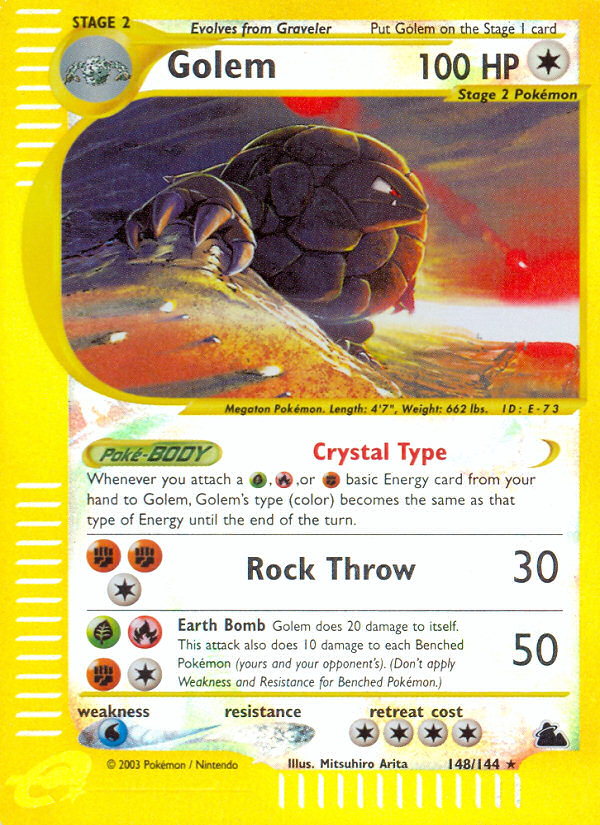 STAGE 2
Evolves from Graveler
Put Golem on the Stage 1 card
Golem
100 HP
Stage 2 Pokémon
Megaton Pokémon. Length: 4'7", Weight: 662 lbs. ID: E-73
Poké-BODY
Crystal Type
Whenever you attach a , ,or basic Energy card from your
hand to Golem, Golem's type (color) becomes the same as that
type of Energy until the end of the turn.
Rock Throw
30
Earth Bomb Golem does 20 damage to itself.
This attack also does 10 damage to each Benched
Pokémon (yours and your opponent's). (Don't apply
Weakness and Resistance for Benched Pokémon.)
50
weakness
resistance
retreat cost
© 2003 Pokémon / Nintendo
Illus. Mitsuhiro Arita
148/144 ★